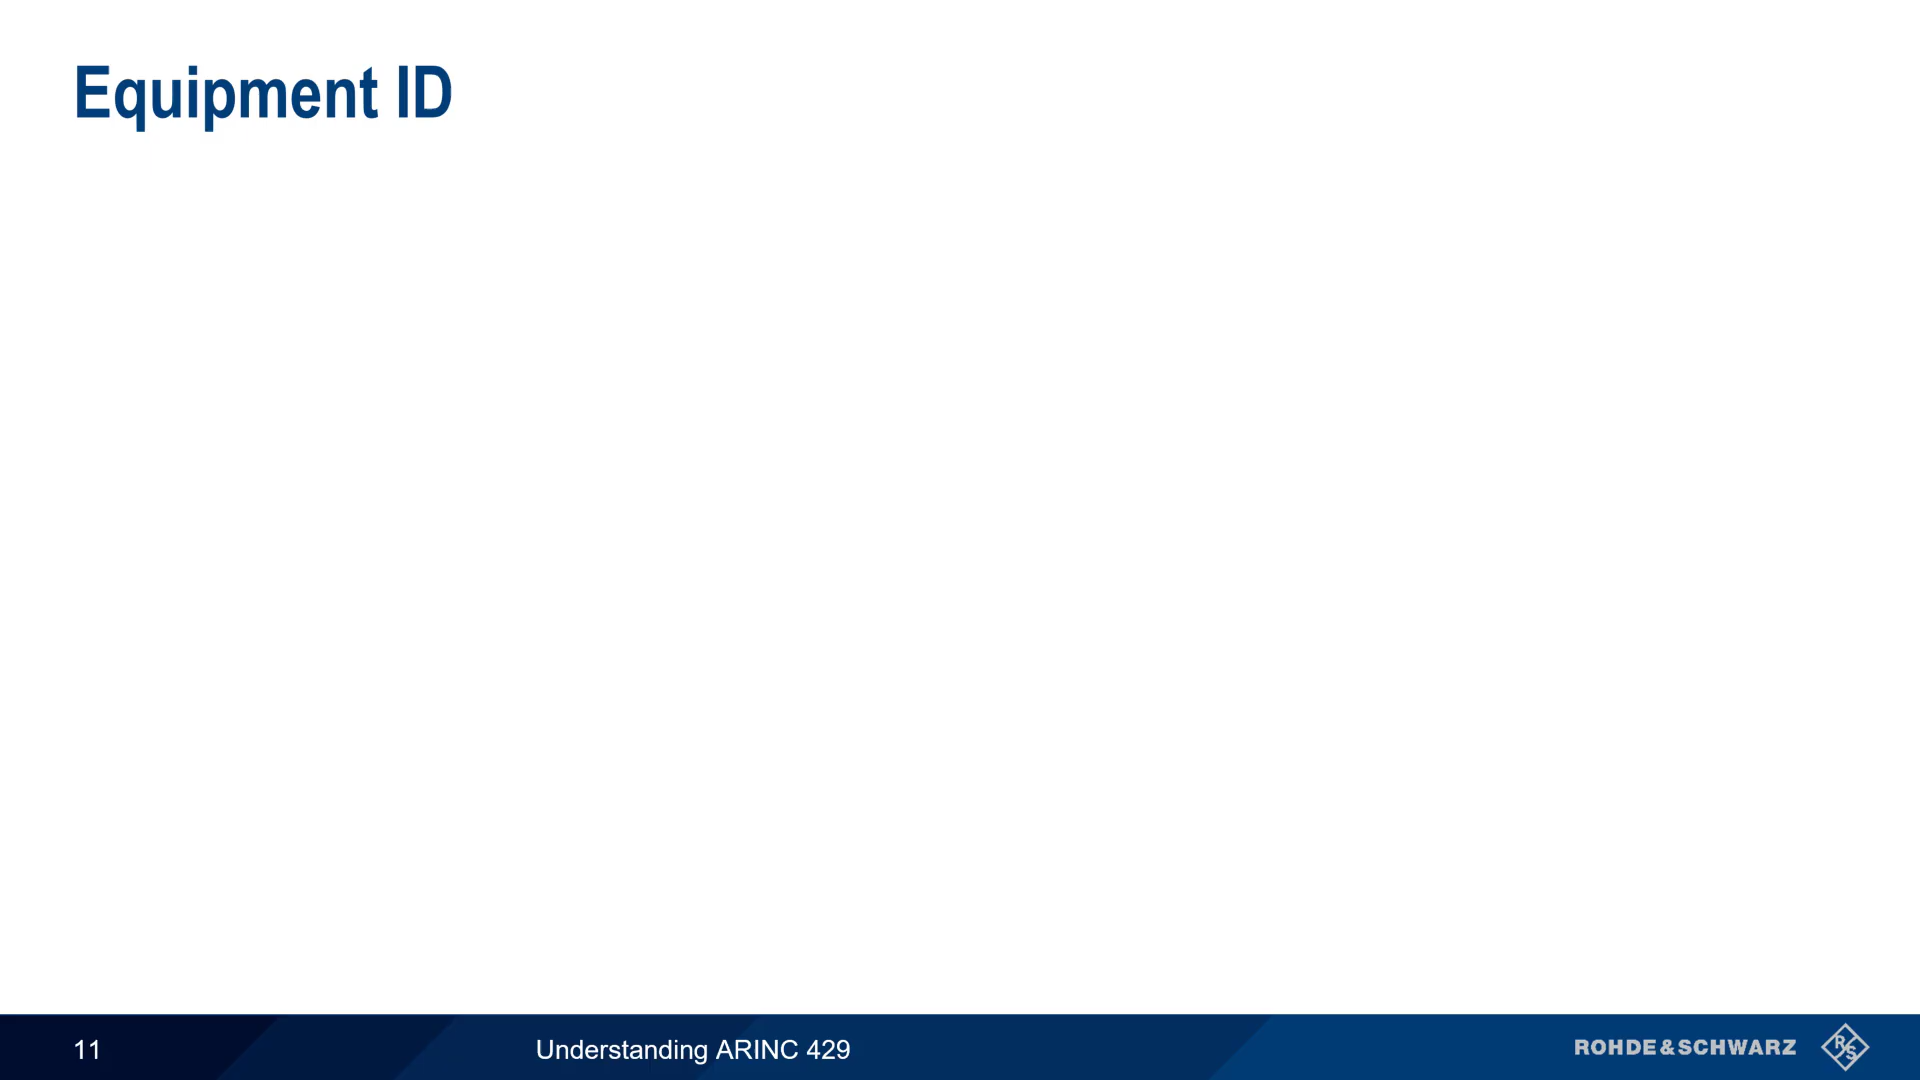 Equipment ID
11
Understanding ARINC 429
ROHDE&SCHWARZ
R&S